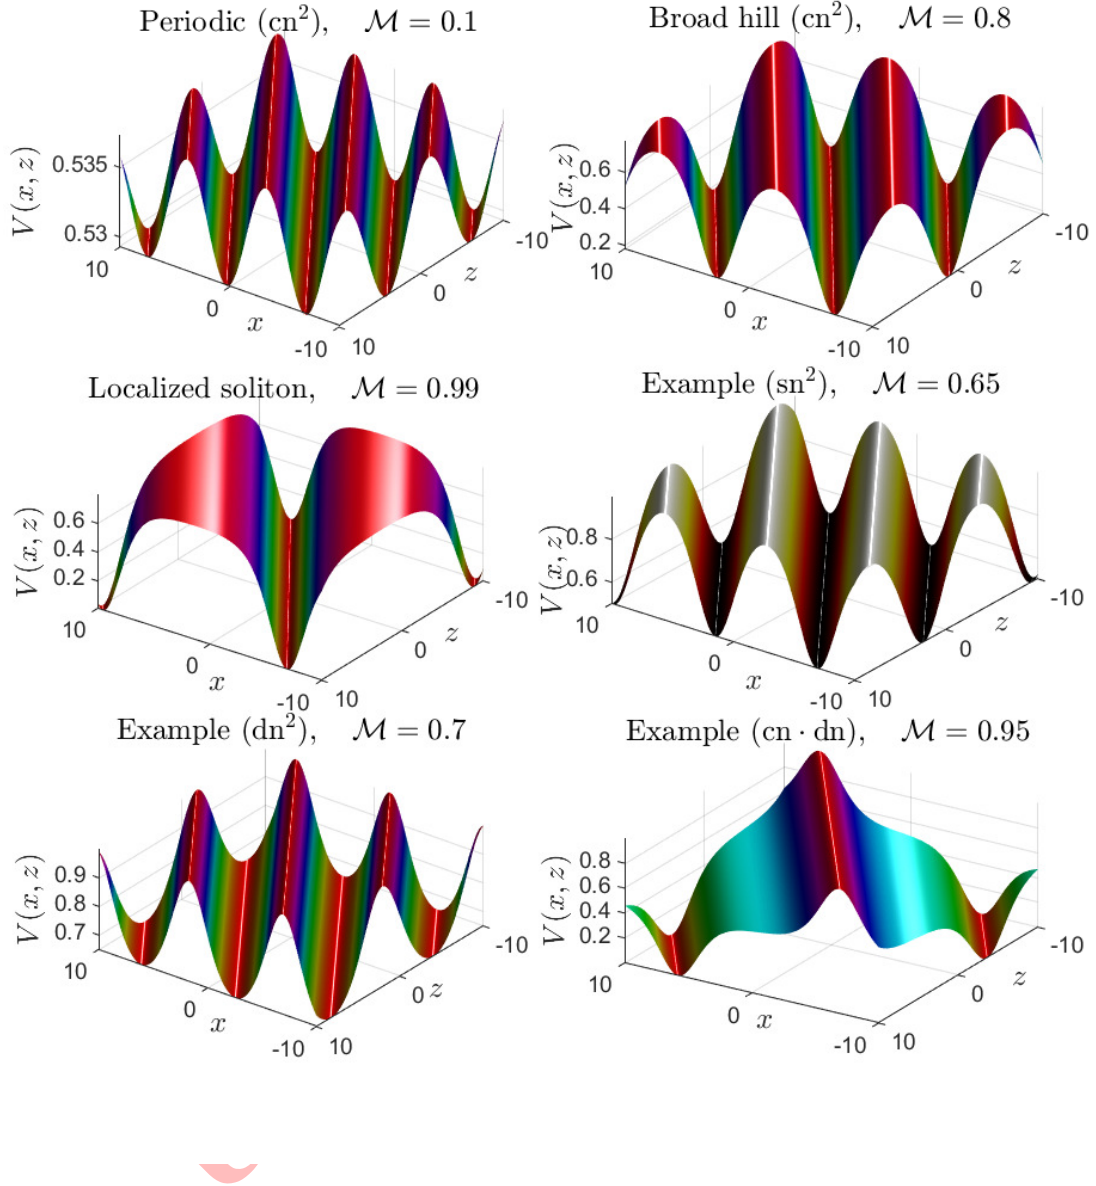 Periodic (cn²), ℳ = 0.1
V(x, z)
0.535
0.53
10
0
x
-10
10
0
z
-10
Broad hill (cn²), ℳ = 0.8
V(x, z)
0.6
0.4
0.2
10
0
x
-10
10
0
z
-10
Localized soliton, ℳ = 0.99
V(x, z)
0.6
0.4
0.2
10
0
x
-10
10
0
z
-10
Example (sn²), ℳ = 0.65
V(x, z)
0.8
0.6
10
0
x
-10
10
0
z
-10
Example (dn²), ℳ = 0.7
V(x, z)
0.9
0.8
0.7
10
0
x
-10
10
0
z
-10
Example (cn · dn), ℳ = 0.95
V(x, z)
0.8
0.6
0.4
0.2
10
0
x
-10
10
0
z
-10